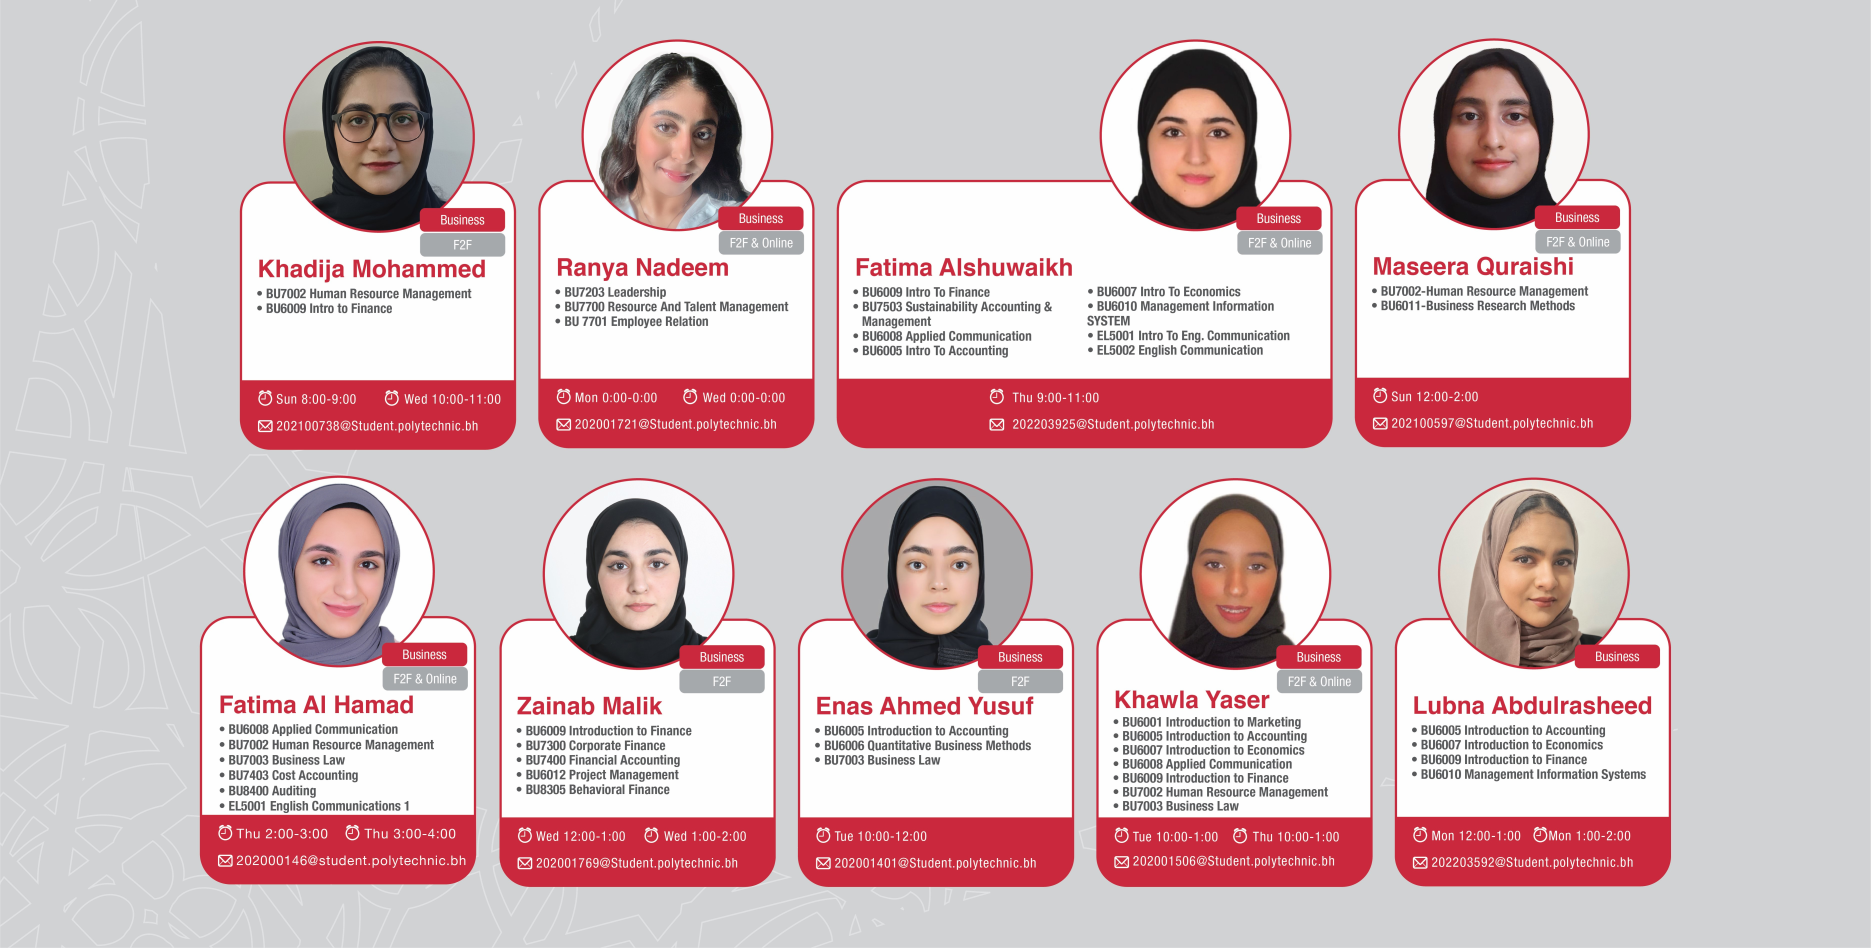 Business
F2F
Khadija Mohammed
• BU7002 Human Resource Management
• BU6009 Intro to Finance
Sun 8:00-9:00 Wed 10:00-11:00
202100738@Student.polytechnic.bh
Business
F2F & Online
Ranya Nadeem
• BU7203 Leadership
• BU7700 Resource And Talent Management
• BU 7701 Employee Relation
Mon 0:00-0:00 Wed 0:00-0:00
202001721@Student.polytechnic.bh
Business
F2F & Online
Fatima Alshuwaikh
• BU6009 Intro To Finance
• BU7503 Sustainability Accounting &
Management
• BU6008 Applied Communication
• BU6005 Intro To Accounting
• BU6007 Intro To Economics
• BU6010 Management Information
SYSTEM
• EL5001 Intro To Eng. Communication
• EL5002 English Communication
Thu 9:00-11:00
202203925@Student.polytechnic.bh
Business
F2F & Online
Maseera Quraishi
• BU7002-Human Resource Management
• BU6011-Business Research Methods
Sun 12:00-2:00
202100597@Student.polytechnic.bh
Business
F2F & Online
Fatima Al Hamad
• BU6008 Applied Communication
• BU7002 Human Resource Management
• BU7003 Business Law
• BU7403 Cost Accounting
• BU8400 Auditing
• EL5001 English Communications 1
Thu 2:00-3:00 Thu 3:00-4:00
202000146@student.polytechnic.bh
Business
F2F
Zainab Malik
• BU6009 Introduction to Finance
• BU7300 Corporate Finance
• BU7400 Financial Accounting
• BU6012 Project Management
• BU8305 Behavioral Finance
Wed 12:00-1:00 Wed 1:00-2:00
202001769@Student.polytechnic.bh
Business
F2F
Enas Ahmed Yusuf
• BU6005 Introduction to Accounting
• BU6006 Quantitative Business Methods
• BU7003 Business Law
Tue 10:00-12:00
202001401@Student.polytechnic.bh
Business
F2F & Online
Khawla Yaser
• BU6001 Introduction to Marketing
• BU6005 Introduction to Accounting
• BU6007 Introduction to Economics
• BU6008 Applied Communication
• BU6009 Introduction to Finance
• BU7002 Human Resource Management
• BU7003 Business Law
Tue 10:00-1:00 Thu 10:00-1:00
202001506@Student.polytechnic.bh
Business
Lubna Abdulrasheed
• BU6005 Introduction to Accounting
• BU6007 Introduction to Economics
• BU6009 Introduction to Finance
• BU6010 Management Information Systems
Mon 12:00-1:00 Mon 1:00-2:00
202203592@Student.polytechnic.bh